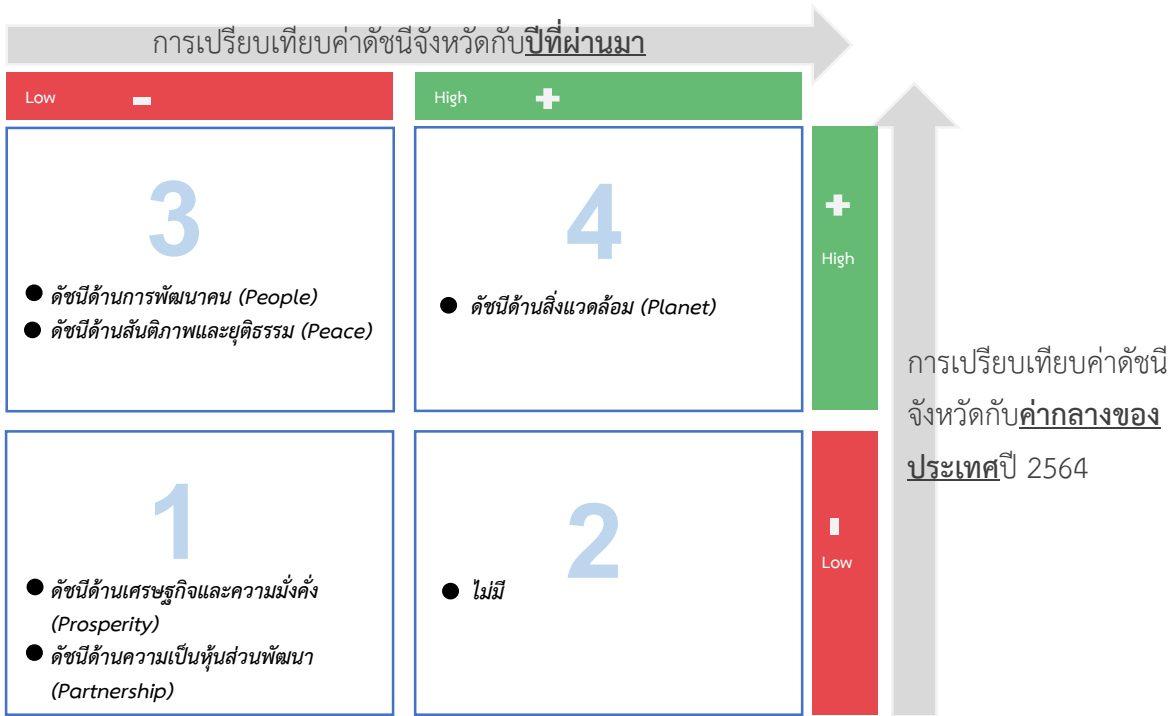 การเปรียบเทียบค่าดัชนีจังหวัดกับปีที่ผ่านมา
Low -
High +
3
● ดัชนีด้านการพัฒนาคน (People)
● ดัชนีด้านสันติภาพและยุติธรรม (Peace)
4
● ดัชนีด้านสิ่งแวดล้อม (Planet)
+
High
การเปรียบเทียบค่าดัชนี
จังหวัดกับค่ากลางของ
ประเทศปี 2564
1
● ดัชนีด้านเศรษฐกิจและความมั่งคั่ง
(Prosperity)
● ดัชนีด้านความเป็นหุ้นส่วนพัฒนา
(Partnership)
2
● ไม่มี
-
Low